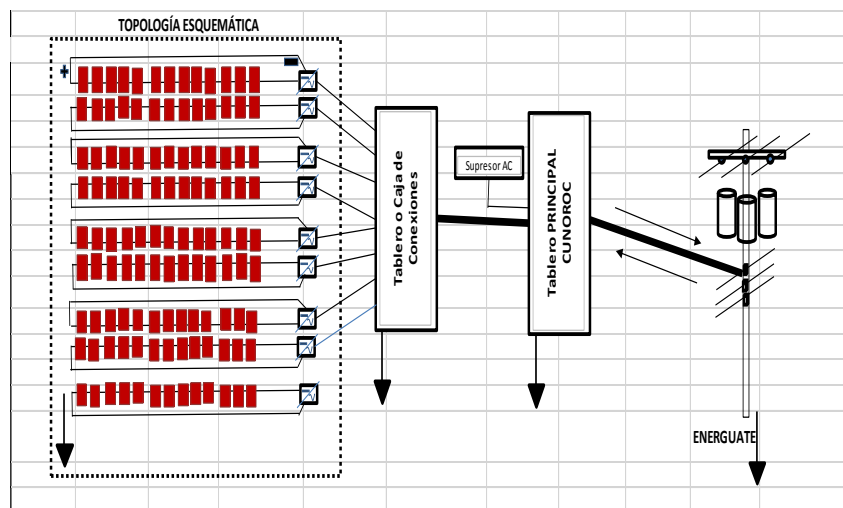 TOPOLOGÍA ESQUEMÁTICA
Tablero o Caja de
Conexiones
Supresor AC
Tablero PRINCIPAL
CUNOROC
ENERGUATE